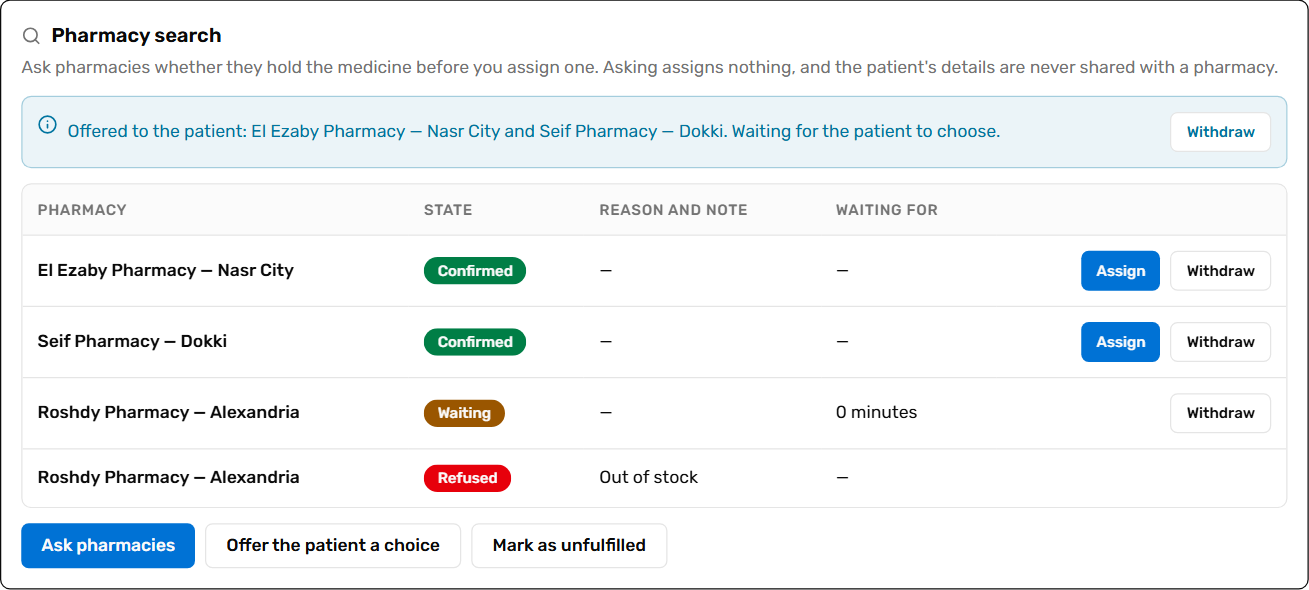 Pharmacy search
Ask pharmacies whether they hold the medicine before you assign one. Asking assigns nothing, and the patient's details are never shared with a pharmacy.
Offered to the patient: El Ezaby Pharmacy — Nasr City and Seif Pharmacy — Dokki. Waiting for the patient to choose. Withdraw
PHARMACY STATE REASON AND NOTE WAITING FOR
El Ezaby Pharmacy — Nasr City Confirmed — — Assign Withdraw
Seif Pharmacy — Dokki Confirmed — — Assign Withdraw
Roshdy Pharmacy — Alexandria Waiting — 0 minutes Withdraw
Roshdy Pharmacy — Alexandria Refused Out of stock —
Ask pharmacies Offer the patient a choice Mark as unfulfilled